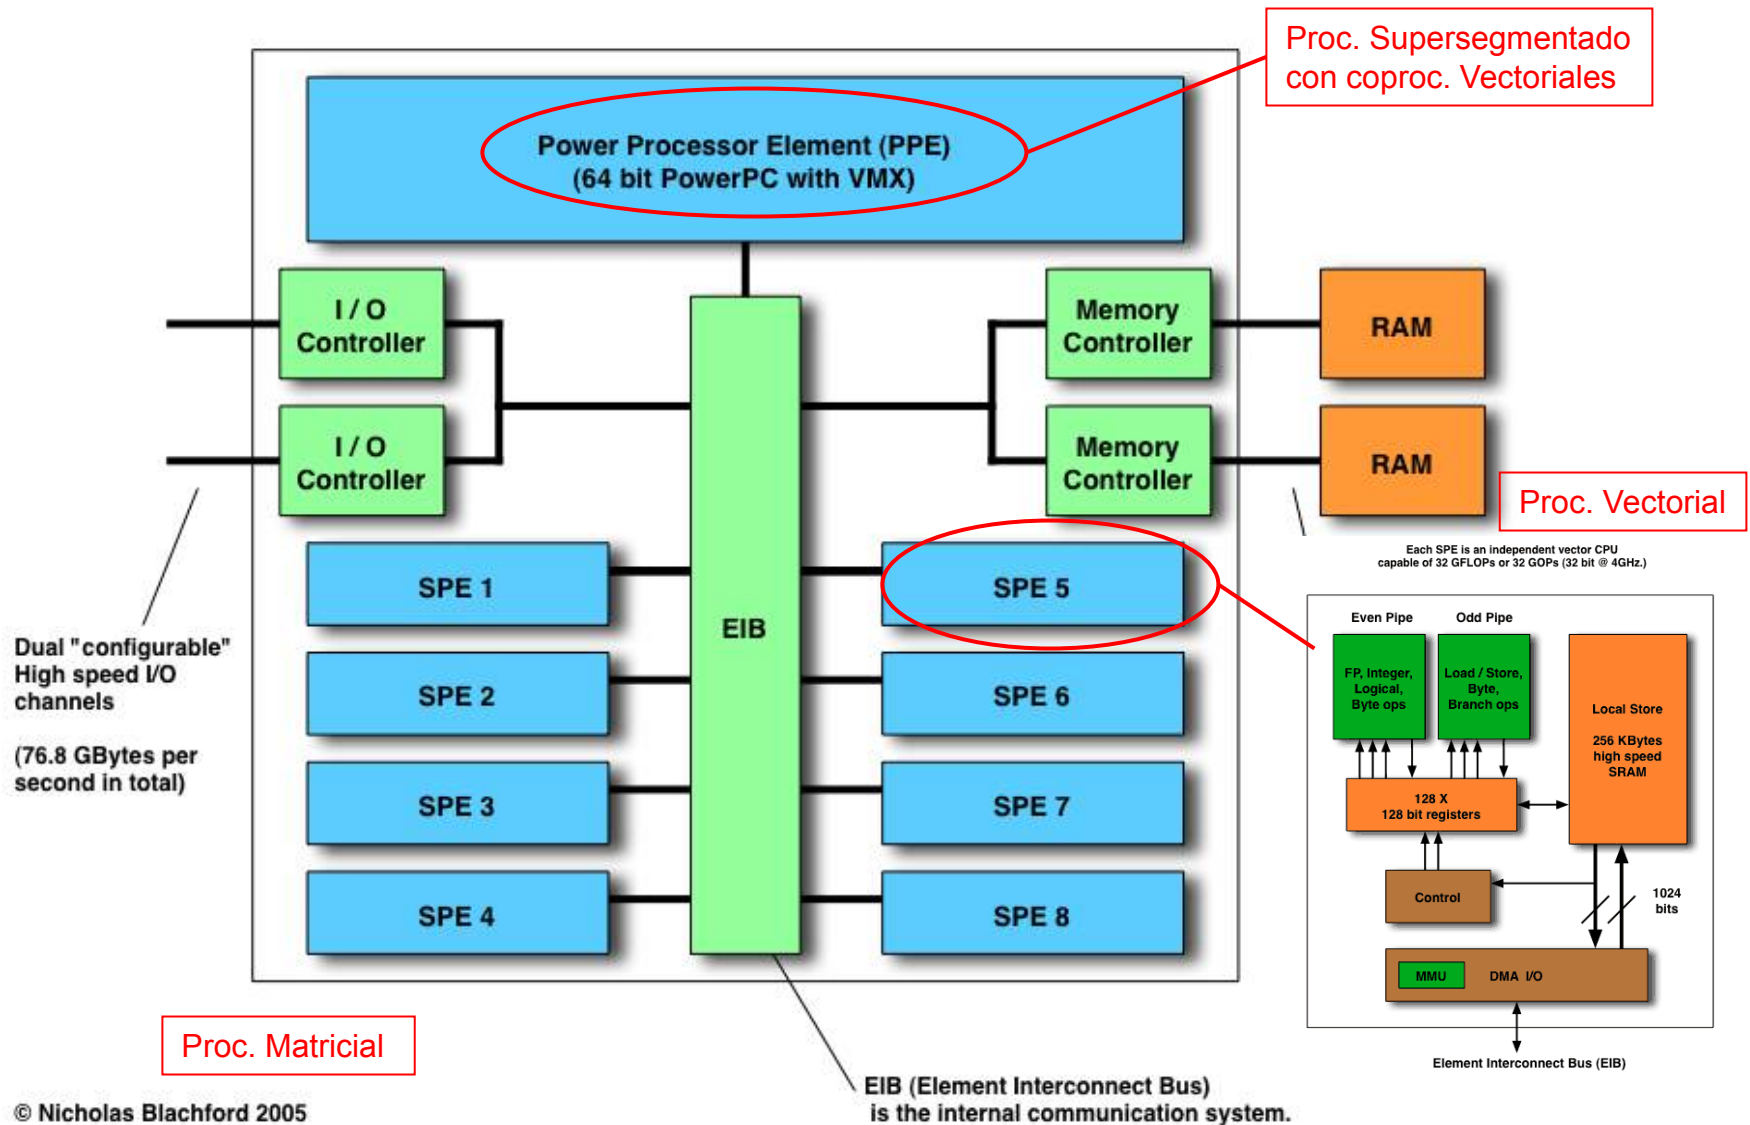 Proc. Supersegmentado
con coproc. Vectoriales
Power Processor Element (PPE)
(64 bit PowerPC with VMX)
I / O
Controller
Memory
Controller
RAM
I / O
Controller
Memory
Controller
RAM
Proc. Vectorial
Each SPE is an independent vector CPU
capable of 32 GFLOPs or 32 GOPs (32 bit @ 4GHz.)
SPE 1
SPE 5
EIB
SPE 2
SPE 6
SPE 3
SPE 7
SPE 4
SPE 8
Dual "configurable"
High speed I/O
channels
(76.8 GBytes per
second in total)
Even Pipe
Odd Pipe
FP, Integer,
Logical,
Byte ops
Load / Store,
Byte,
Branch ops
Local Store
256 KBytes
high speed
SRAM
128 X
128 bit registers
Control
1024
bits
MMU
DMA I/O
Element Interconnect Bus (EIB)
Proc. Matricial
EIB (Element Interconnect Bus)
is the internal communication system.
© Nicholas Blachford 2005